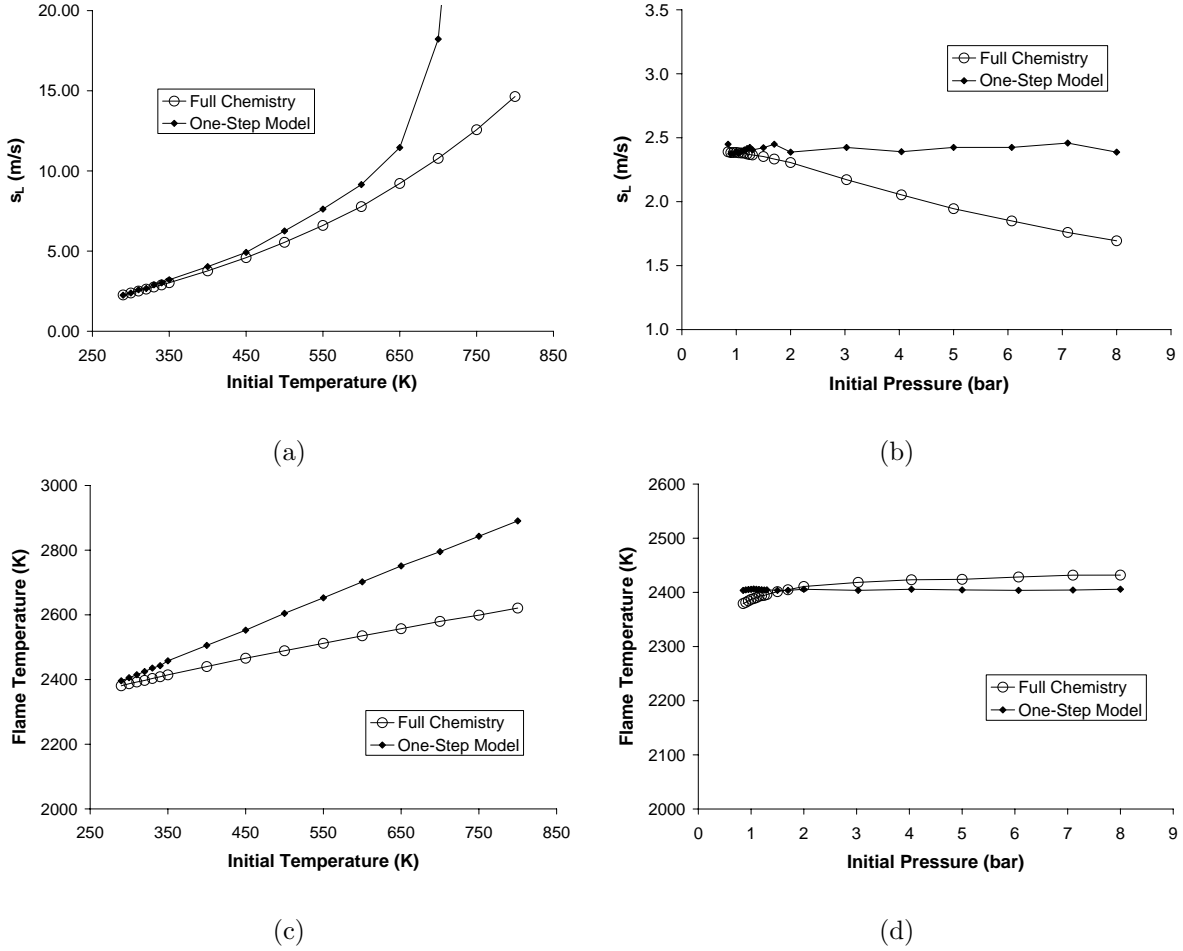 20.00
15.00
10.00
5.00
0.00
s_L (m/s)
Full Chemistry
One-Step Model
250 350 450 550 650 750 850
Initial Temperature (K)
(a)
3.5
3.0
2.5
2.0
1.5
1.0
s_L (m/s)
Full Chemistry
One-Step Model
0 1 2 3 4 5 6 7 8 9
Initial Pressure (bar)
(b)
3000
2800
2600
2400
2200
2000
Flame Temperature (K)
Full Chemistry
One-Step Model
250 350 450 550 650 750 850
Initial Temperature (K)
(c)
2600
2500
2400
2300
2200
2100
2000
Flame Temperature (K)
Full Chemistry
One-Step Model
0 1 2 3 4 5 6 7 8 9
Initial Pressure (bar)
(d)